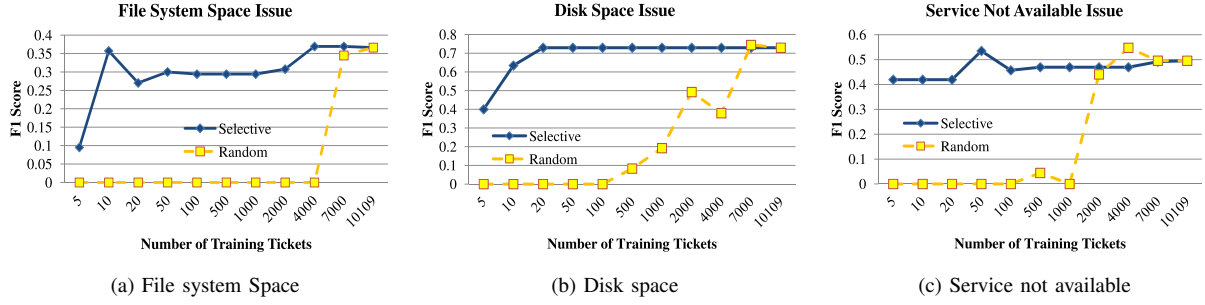 File System Space Issue
F1 Score
0.4
0.35
0.3
0.25
0.2
0.15
0.1
0.05
0
Selective
Random
5 10 20 50 100 500 1000 2000 4000 7000 10109
Number of Training Tickets
(a) File system Space
Disk Space Issue
F1 Score
0.8
0.7
0.6
0.5
0.4
0.3
0.2
0.1
0
Selective
Random
5 10 20 50 100 500 1000 2000 4000 7000 10109
Number of Training Tickets
(b) Disk space
Service Not Available Issue
F1 Score
0.6
0.5
0.4
0.3
0.2
0.1
0
Selective
Random
5 10 20 50 100 500 1000 2000 4000 7000 10109
Number of Training Tickets
(c) Service not available